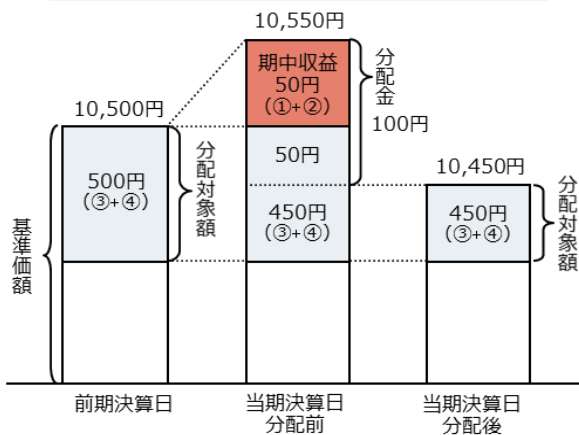 10,550円
期中収益
50円
(①+②)
分配金
100円
10,500円
500円
(③+④)
分配対象額
50円
450円
(③+④)
10,450円
450円
(③+④)
分配対象額
基準価額
前期決算日
当期決算日
分配前
当期決算日
分配後